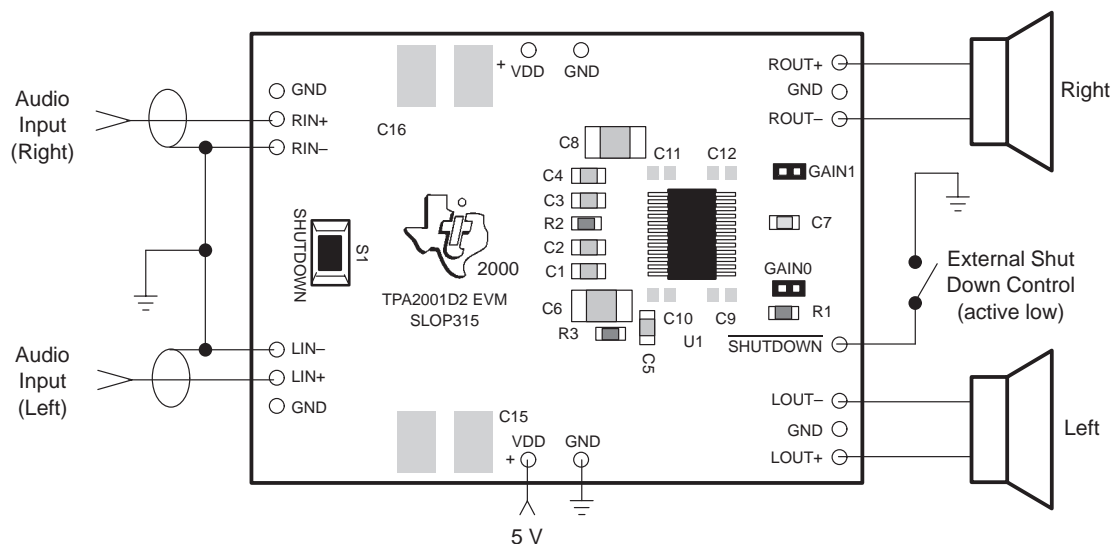 VDD
GND
ROUT+
GND
ROUT–
Right
Audio
Input
(Right)
GND
RIN+
RIN–
+
C16
C8
C11
C12
C4
C3
R2
C2
C1
GAIN1
C7
SHUTDOWN
S1
2000
TPA2001D2 EVM
SLOP315
GAIN0
External Shut
Down Control
(active low)
C6
R3
C5
C10
U1
C9
R1
SHUTDOWN
Audio
Input
(Left)
LIN–
LIN+
GND
C15
VDD
+
GND
LOUT–
GND
LOUT+
Left
5 V